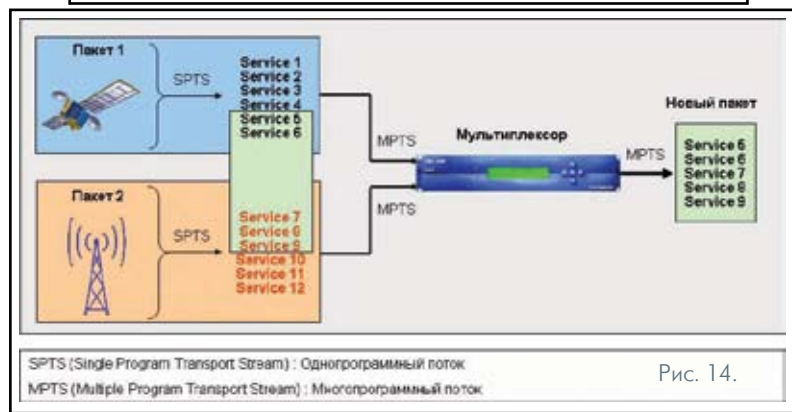 Пакет 1
SPTS
Service 1
Service 2
Service 3
Service 4
Service 5
Service 6
Пакет 2
SPTS
Service 7
Service 8
Service 9
Service 10
Service 11
Service 12
MPTS
MPTS
Мультиплексор
MPTS
Новый пакет
Service 5
Service 6
Service 7
Service 8
Service 9
SPTS (Single Program Transport Stream) : Однопрограммный поток
MPTS (Multiple Program Transport Stream) : Многопрограммный поток
Рис. 14.